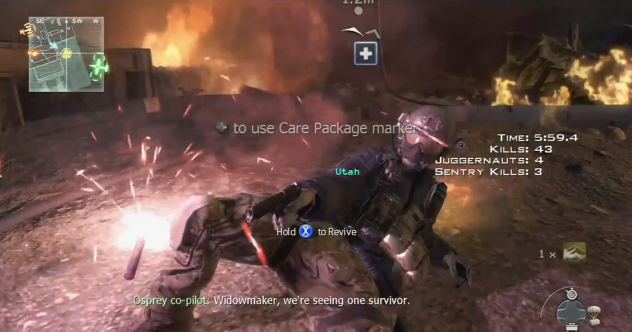 SE S SW W
1.2m
to use Care Package marker
TIME: 5:59.4
KILLS: 43
JUGGERNAUTS: 4
SENTRY KILLS: 3
Utah
Hold X to Revive
1 x
Osprey co-pilot: Widowmaker, we're seeing one survivor.